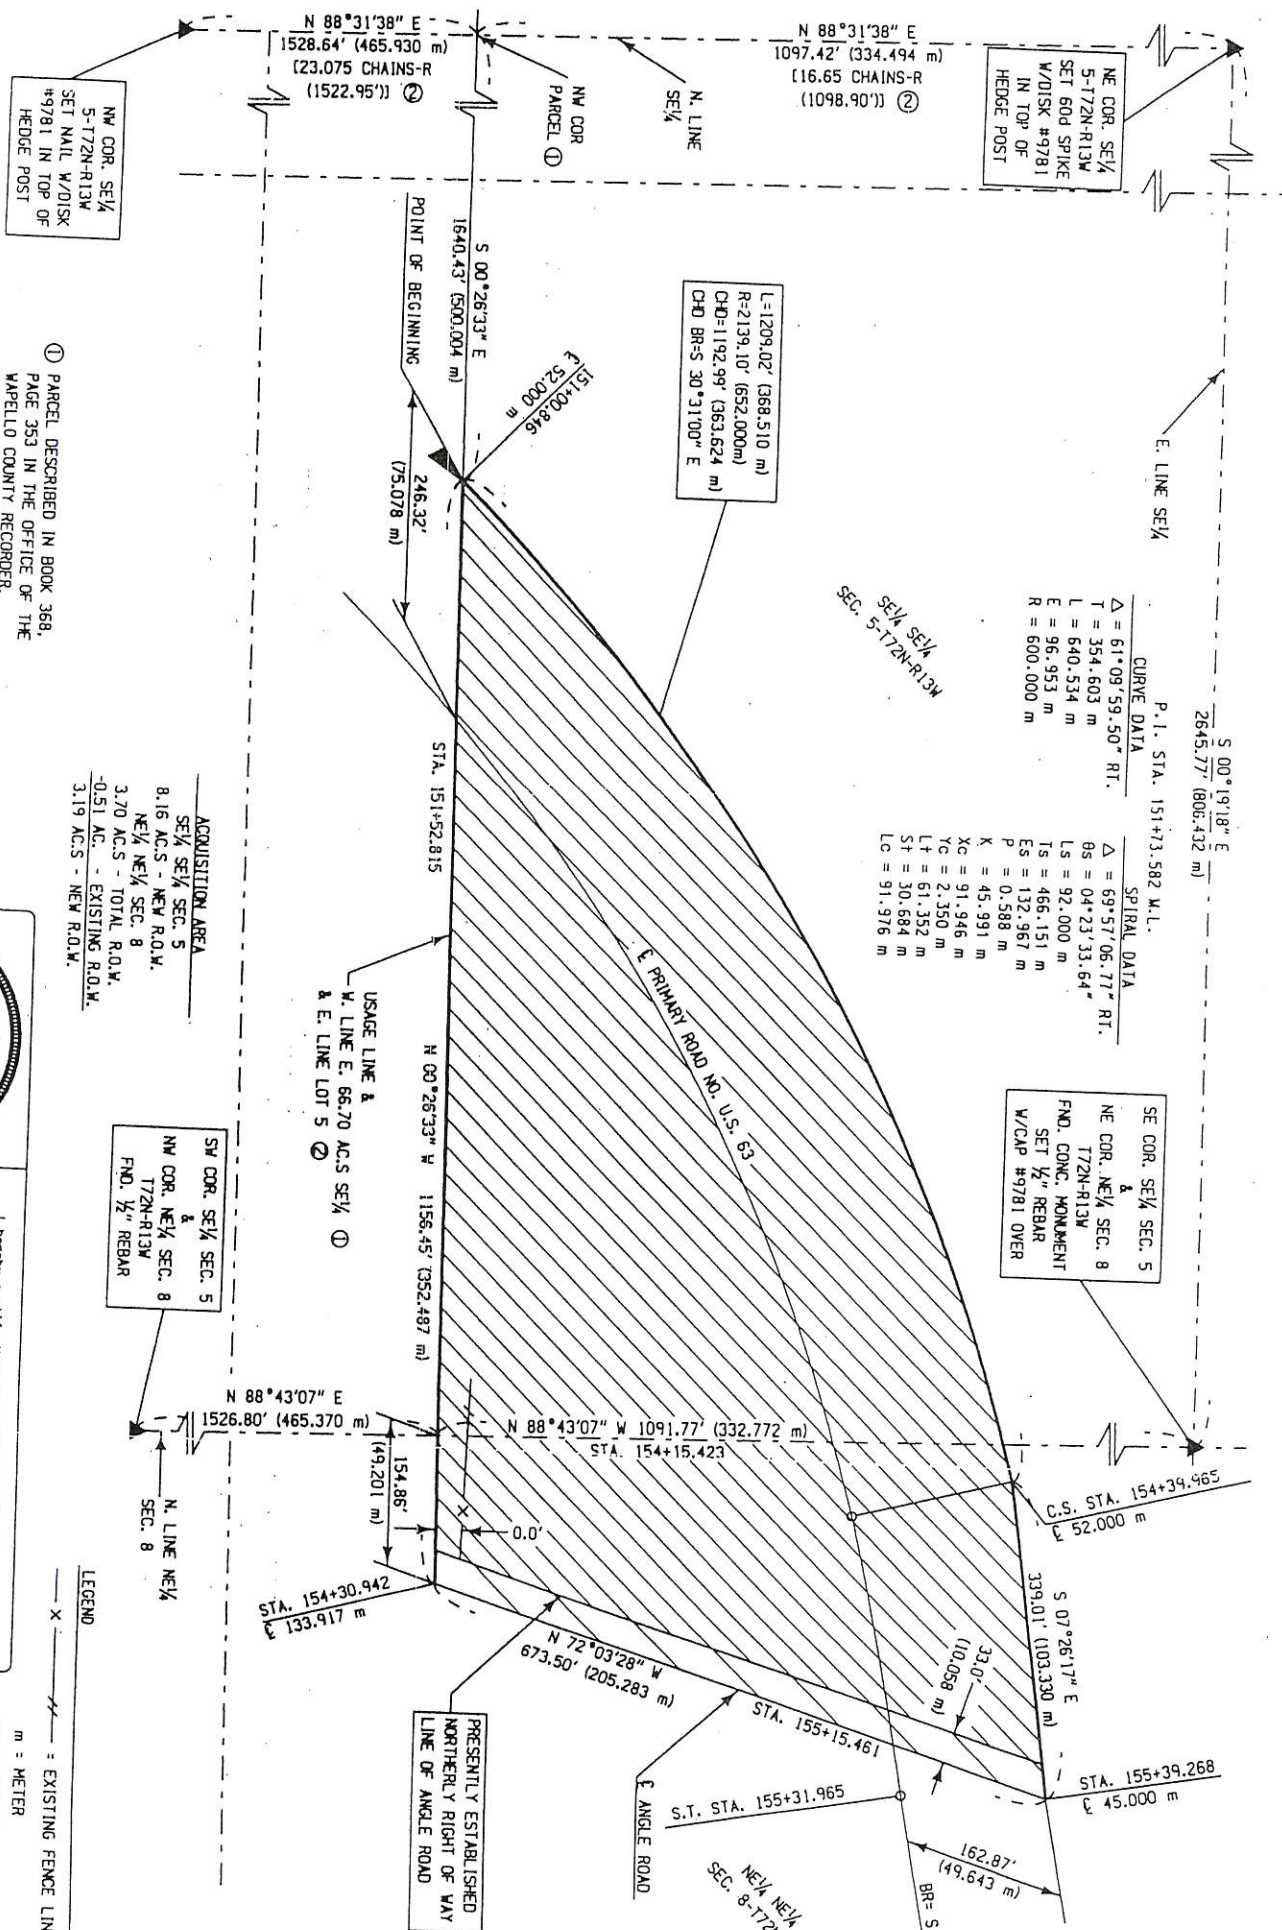 N 88°31'38" E
1528.64' (465.930 m)
[23.075 CHAINS-R
(1522.95')] ②
N 88°31'38" E
1097.42' (334.494 m)
[16.65 CHAINS-R
(1098.90')] ②
NW COR. SE¼
5-T72N-R13W
SET NAIL W/DISK
#9781 IN TOP OF
HEDGE POST
NW COR
PARCEL ①
N. LINE
SE¼
NE COR. SE¼
5-T72N-R13W
SET 60d SPIKE
W/DISK #9781
IN TOP OF
HEDGE POST
E. LINE SE¼
S 00°19'18" E
2645.77' (806.432 m)
S 00°26'33" E
1640.43' (500.004 m)
POINT OF BEGINNING
151+00.846
℄ 52.000 m
246.32'
(75.078 m)
L=1209.02' (368.510 m)
R=2139.10' (652.000m)
CHD=1192.99' (363.624 m)
CHD BR=S 30°31'00" E
SE¼ SE¼
SEC. 5-T72N-R13W
P.I. STA. 151+73.582 M.L.
CURVE DATA
Δ = 61°09'59.50" RT.
T = 354.603 m
L = 640.534 m
E = 96.953 m
R = 600.000 m
SPIRAL DATA
Δ = 69°57'06.77" RT.
θs = 04°23'33.64"
Ls = 92.000 m
Ts = 466.151 m
Es = 132.967 m
P = 0.588 m
K = 45.991 m
Xc = 91.946 m
Yc = 2.350 m
Lt = 61.352 m
St = 30.684 m
Lc = 91.976 m
① PARCEL DESCRIBED IN BOOK 368,
PAGE 353 IN THE OFFICE OF THE
WAPELLO COUNTY RECORDER.
ACQUISITION AREA
SE¼ SE¼ SEC. 5
8.16 AC.S - NEW R.O.W.
NE¼ NE¼ SEC. 8
3.70 AC.S - TOTAL R.O.W.
-0.51 AC. - EXISTING R.O.W.
3.19 AC.S - NEW R.O.W.
STA. 151+52.815
℄ PRIMARY ROAD NO. U.S. 63
USAGE LINE &
W. LINE E. 66.70 AC.S SE¼ ①
& E. LINE LOT 5 ②
N 00°26'33" W 1156.45' (352.487 m)
SE COR. SE¼ SEC. 5
&
NE COR. NE¼ SEC. 8
T72N-R13W
FND. CONC. MONUMENT
SET ½" REBAR
W/CAP #9781 OVER
SW COR. SE¼ SEC. 5
&
NW COR. NE¼ SEC. 8
T72N-R13W
FND. ½" REBAR
N 88°43'07" E
1526.80' (465.370 m)
N 88°43'07" W 1091.77' (332.772 m)
STA. 154+15.423
154.86'
(49.201 m)
0.0'
N. LINE NE¼
SEC. 8
C.S. STA. 154+39.965
℄ 52.000 m
S 07°26'17" E
339.01' (103.330 m)
33.0'
(10.058 m)
STA. 154+30.942
℄ 133.917 m
N 72°03'28" W
673.50' (205.283 m)
STA. 155+15.461
STA. 155+39.268
℄ 45.000 m
PRESENTLY ESTABLISHED
NORTHERLY RIGHT OF WAY
LINE OF ANGLE ROAD
℄ ANGLE ROAD
S.T. STA. 155+31.965
162.87'
(49.643 m)
BR= S
NE¼ NE¼
SEC. 8-T72
LEGEND
x = EXISTING FENCE LIN
m = METER